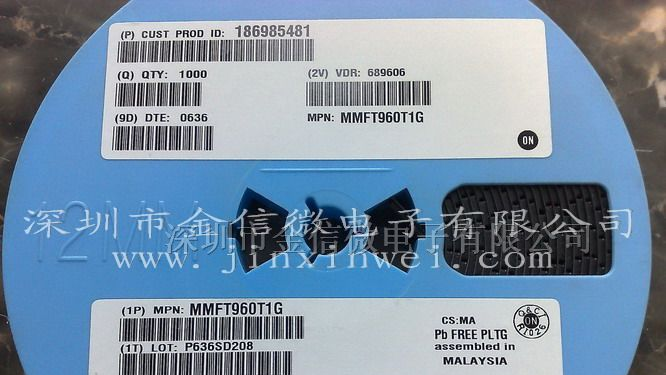 (P) CUST PROD ID: 186985481
(Q) QTY: 1000
(2V) VDR: 689606
(9D) DTE: 0636
MPN: MMFT960T1G
ON
深圳市金信微电子有限公司
深圳市金信微电子有限公司
www.jinxinwei.com
(1P) MPN: MMFT960T1G
(1T) LOT: P636SD208
CS:MA
Pb FREE PLTG
assembled in
MALAYSIA
ON